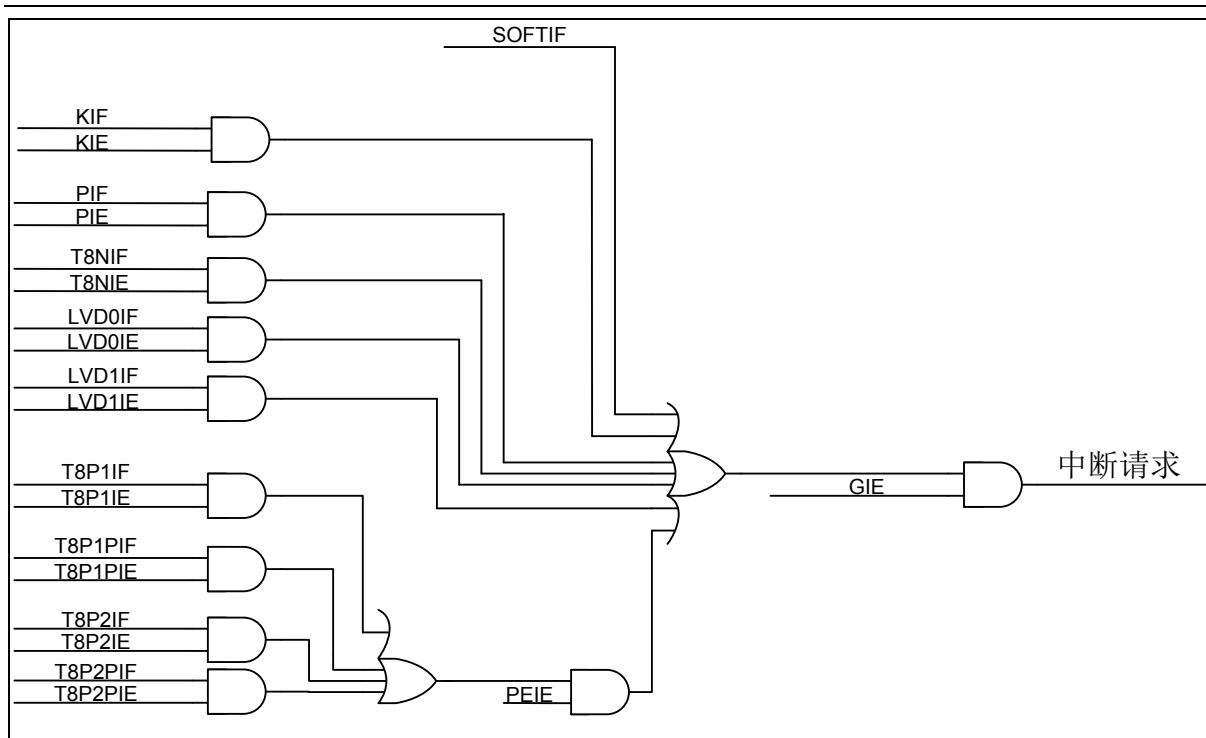 SOFTIF
KIF
KIE
PIF
PIE
T8NIF
T8NIE
LVD0IF
LVD0IE
LVD1IF
LVD1IE
T8P1IF
T8P1IE
GIE
中断请求
T8P1PIF
T8P1PIE
T8P2IF
T8P2IE
T8P2PIF
T8P2PIE
PEIE